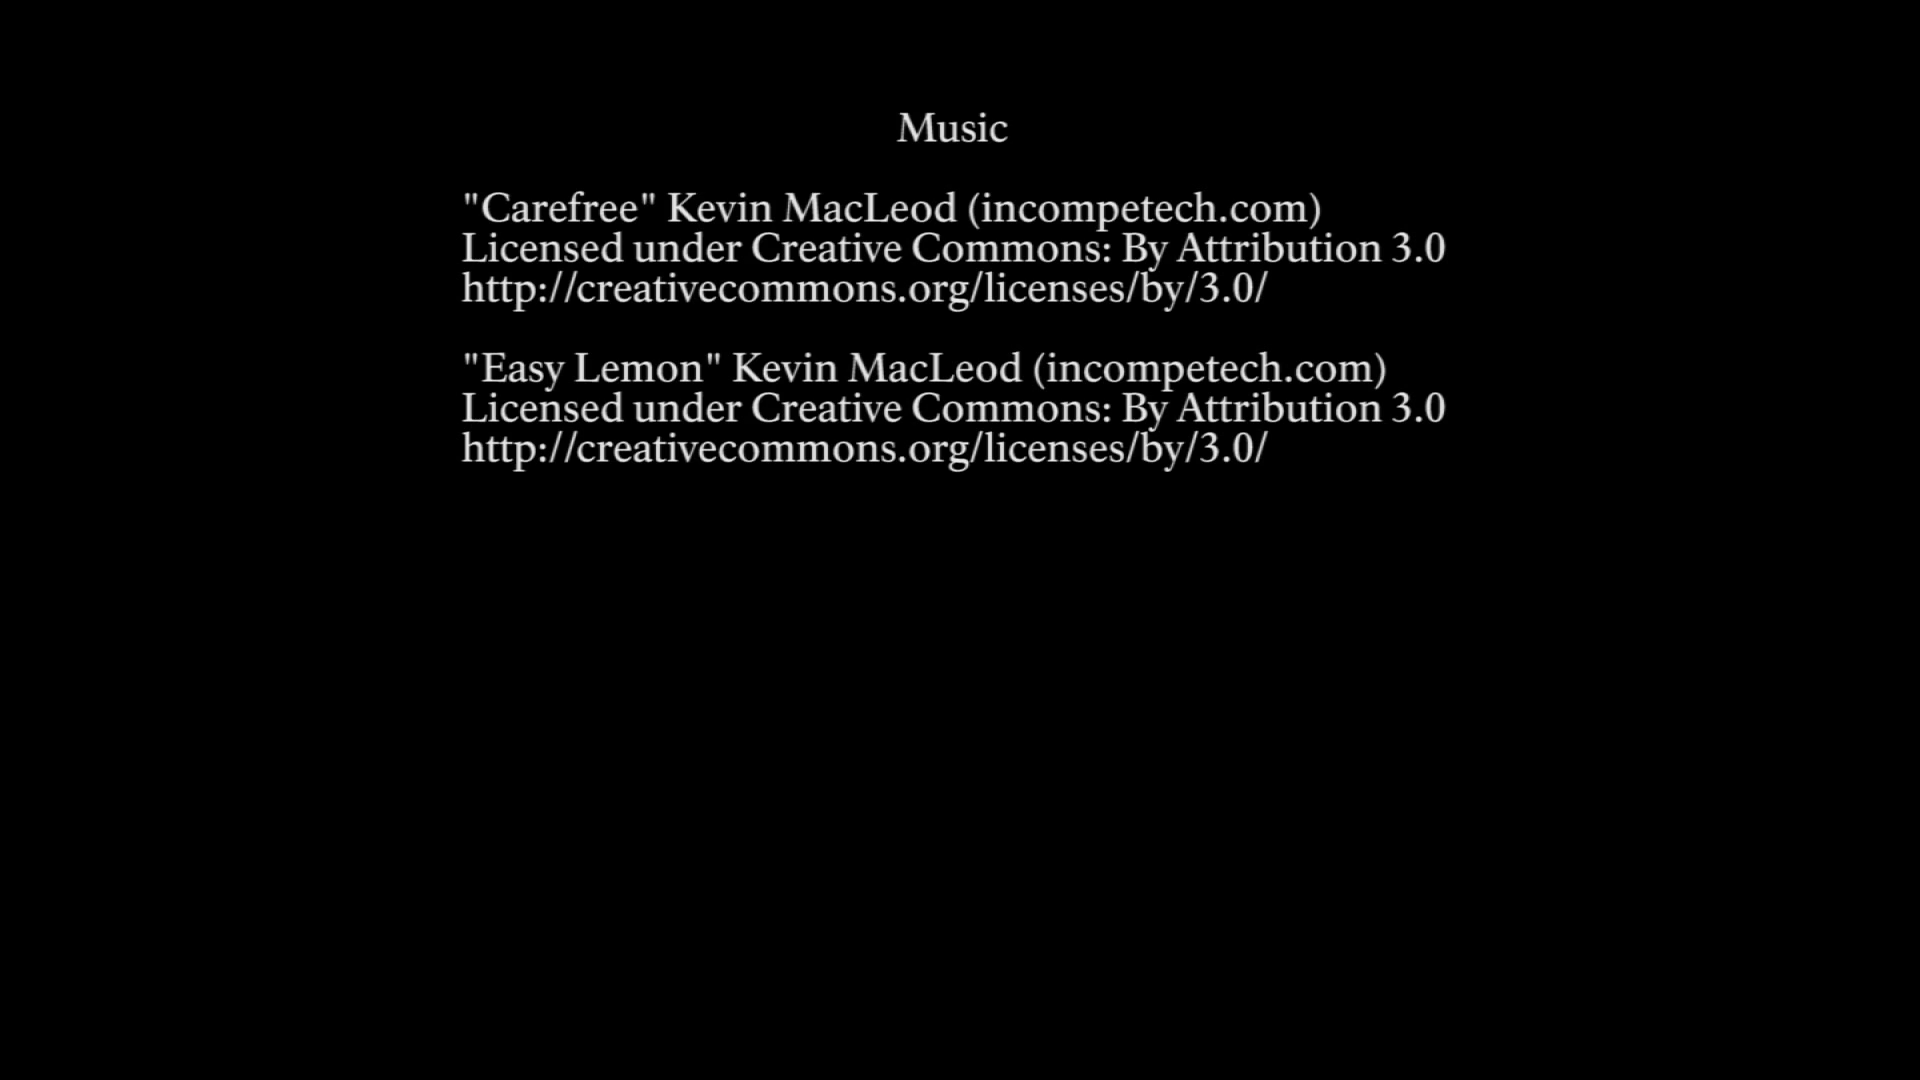 Music
"Carefree" Kevin MacLeod (incompetech.com)
Licensed under Creative Commons: By Attribution 3.0
http://creativecommons.org/licenses/by/3.0/
"Easy Lemon" Kevin MacLeod (incompetech.com)
Licensed under Creative Commons: By Attribution 3.0
http://creativecommons.org/licenses/by/3.0/